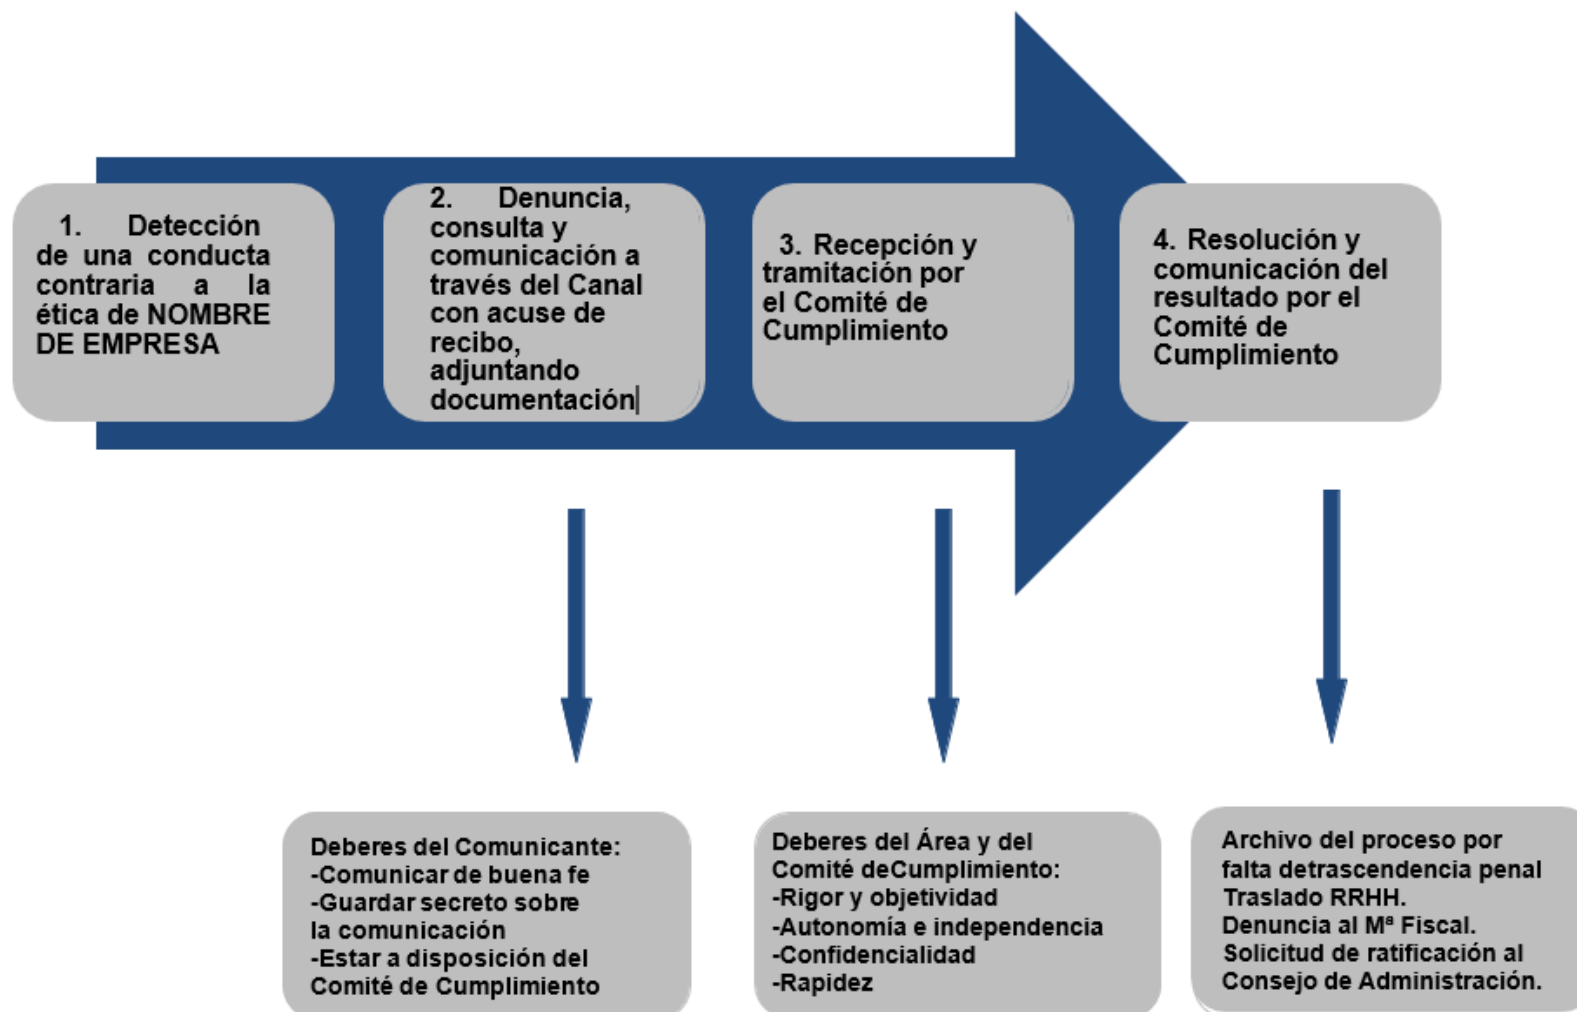 1. Detección
de una conducta
contraria a la
ética de NOMBRE
DE EMPRESA
2. Denuncia,
consulta y
comunicación a
través del Canal
con acuse de
recibo,
adjuntando
documentación
3. Recepción y
tramitación por
el Comité de
Cumplimiento
4. Resolución y
comunicación del
resultado por el
Comité de
Cumplimiento
Deberes del Comunicante:
-Comunicar de buena fe
-Guardar secreto sobre
la comunicación
-Estar a disposición del
Comité de Cumplimiento
Deberes del Área y del
Comité deCumplimiento:
-Rigor y objetividad
-Autonomía e independencia
-Confidencialidad
-Rapidez
Archivo del proceso por
falta detrascendencia penal
Traslado RRHH.
Denuncia al Mª Fiscal.
Solicitud de ratificación al
Consejo de Administración.